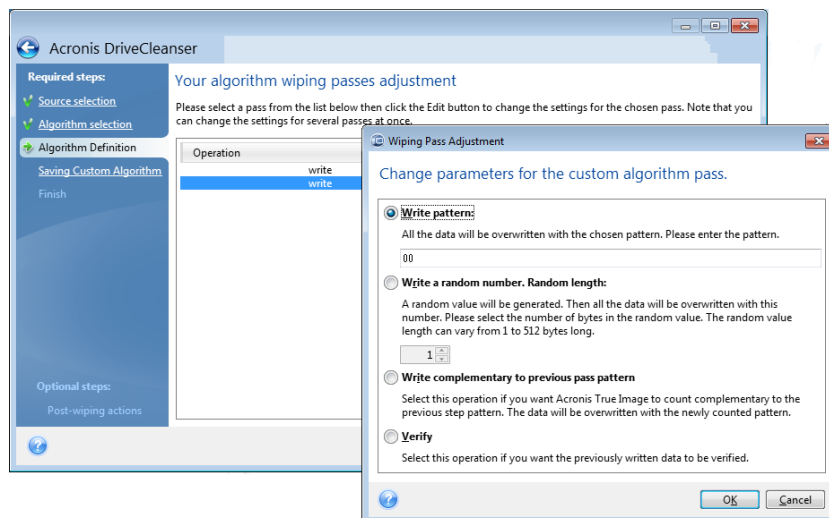 Acronis DriveCleanser
Required steps:
Source selection
Algorithm selection
Algorithm Definition
Saving Custom Algorithm
Finish
Optional steps:
Post-wiping actions
Your algorithm wiping passes adjustment
Please select a pass from the list below then click the Edit button to change the settings for the chosen pass. Note that you
can change the settings for several passes at once.
Operation
write
write
Wiping Pass Adjustment
Change parameters for the custom algorithm pass.
Write pattern:
All the data will be overwritten with the chosen pattern. Please enter the pattern.
00
Write a random number. Random length:
A random value will be generated. Then all the data will be overwritten with this
number. Please select the number of bytes in the random value. The random value
length can vary from 1 to 512 bytes long.
1
Write complementary to previous pass pattern
Select this operation if you want Acronis True Image to count complementary to the
previous step pattern. The data will be overwritten with the newly counted pattern.
Verify
Select this operation if you want the previously written data to be verified.
OK
Cancel